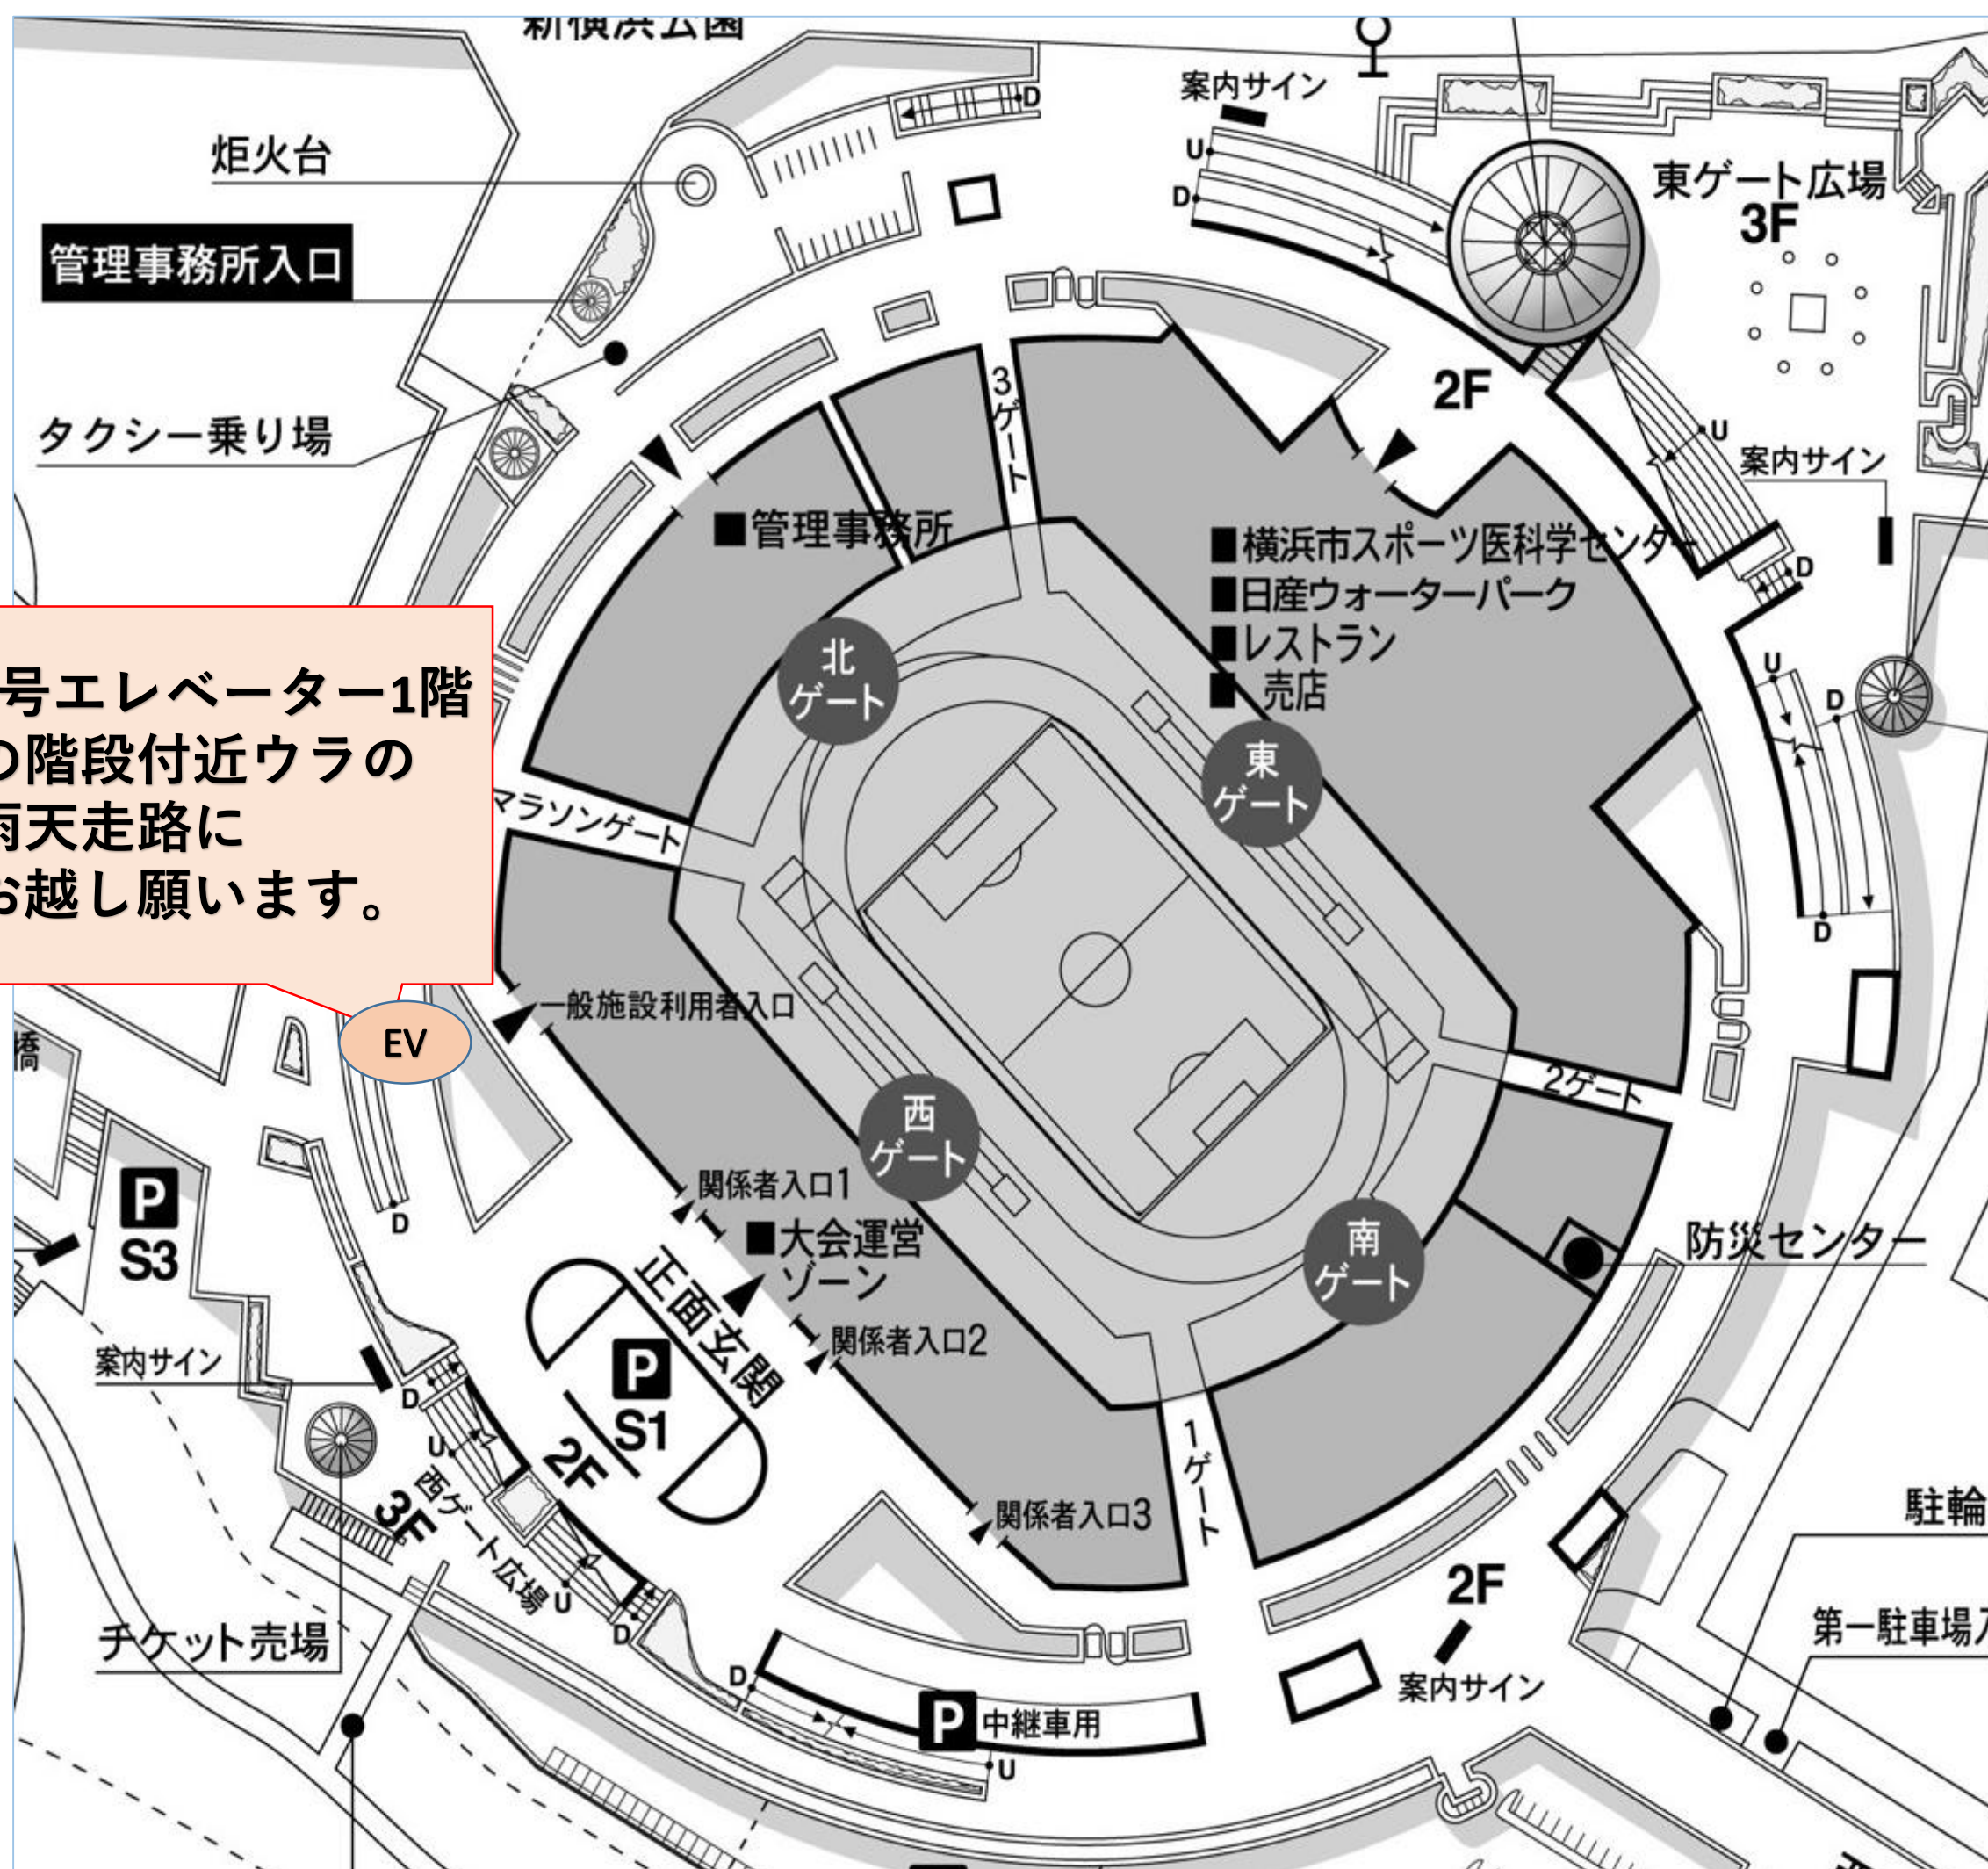 新横浜公園
案内サイン
D
炬火台
U
D
東ゲート広場
3F
管理事務所入口
3ゲート
2F
タクシー乗り場
U
案内サイン
■管理事務所
■横浜市スポーツ医科学センター
■日産ウォーターパーク
■レストラン
■ 売店
D
北
ゲート
号エレベーター1階
の階段付近ウラの
雨天走路に
お越し願います。
U
D
東
ゲート
マラソンゲート
D
一般施設利用者入口
EV
橋
2ゲート
西
ゲート
P
S3
関係者入口1
D
■大会運営
ゾーン
南
ゲート
防災センター
正面玄関
関係者入口2
案内サイン
P
S1
D
U
2F
1ゲート
3F
西ゲート広場
関係者入口3
駐輪
2F
U
D
チケット売場
第一駐車場
D
案内サイン
P
中継車用
U